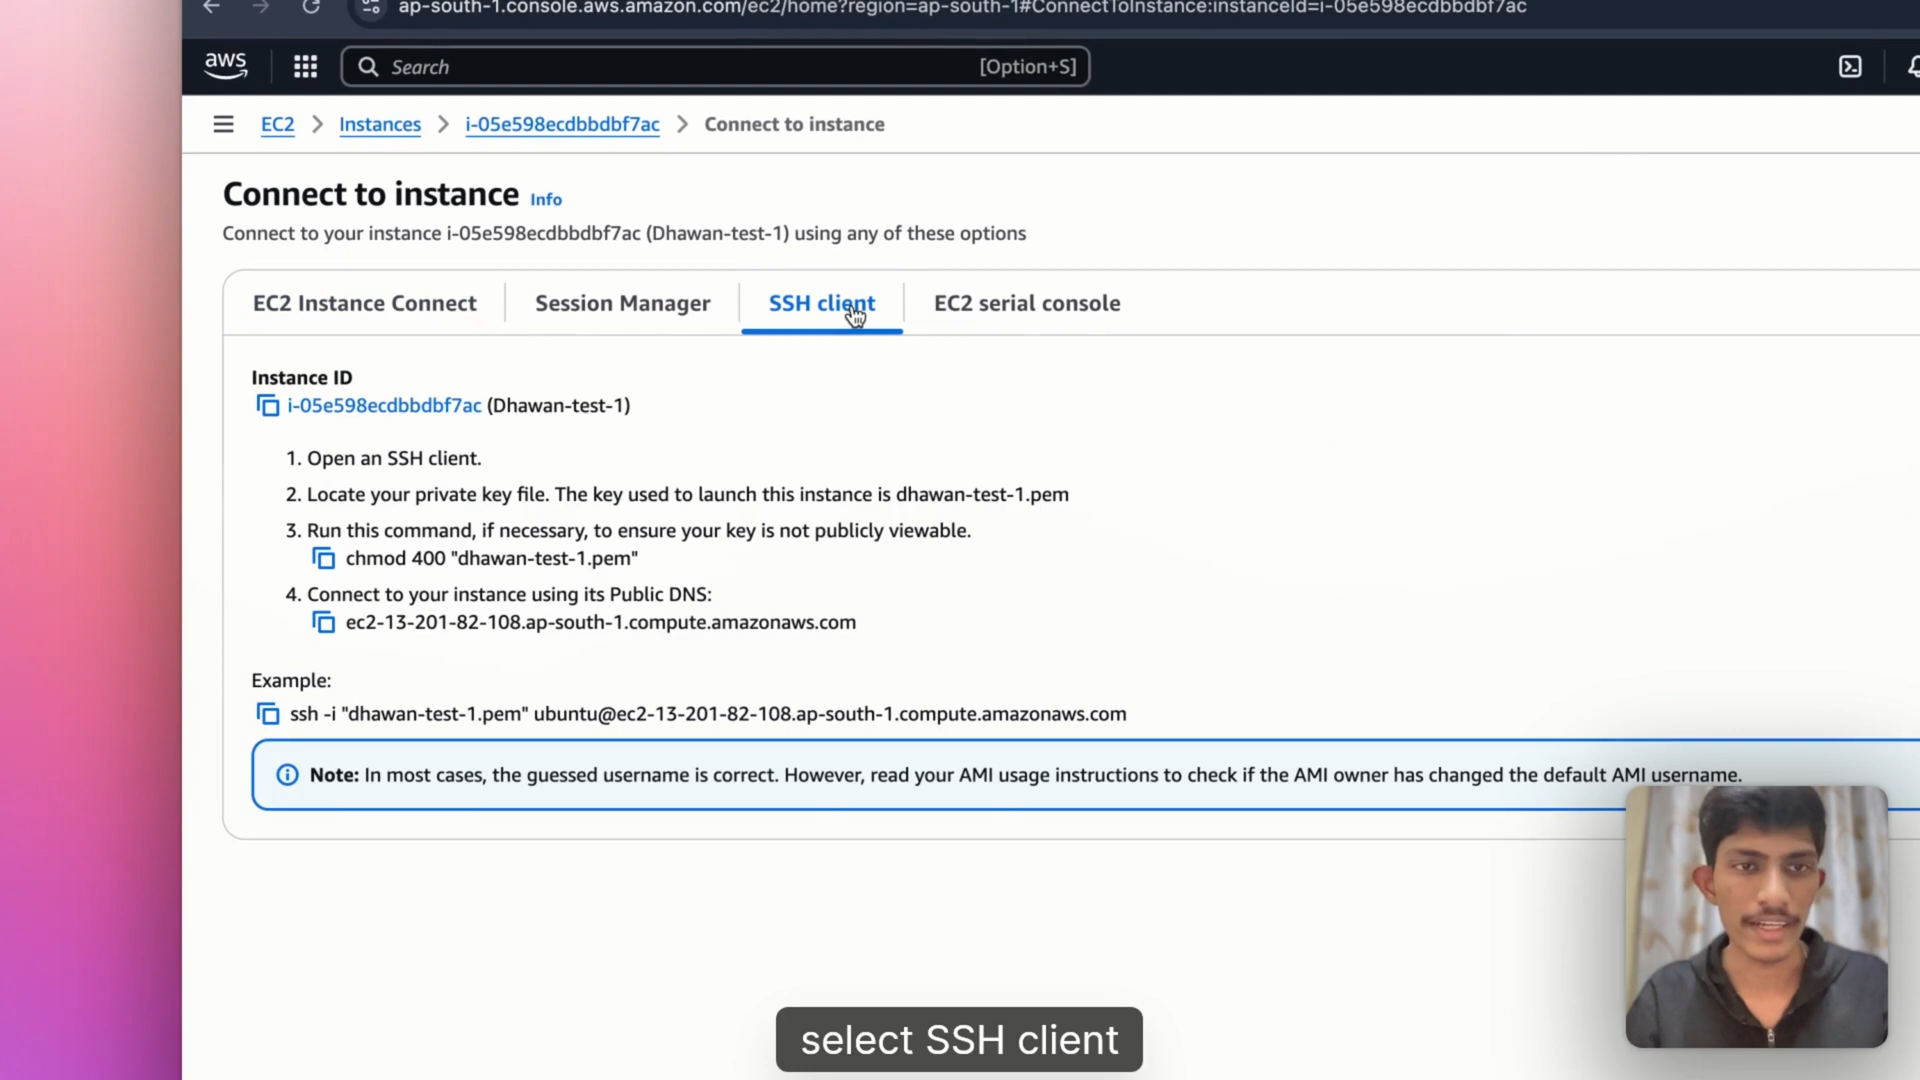 ap-south-1.console.aws.amazon.com/ec2/home?region=ap-south-1#ConnectToInstance:instanceId=i-05e598ecdbbdbf7ac
aws
Search [Option+S]
EC2 > Instances > i-05e598ecdbbdbf7ac > Connect to instance
Connect to instance Info
Connect to your instance i-05e598ecdbbdbf7ac (Dhawan-test-1) using any of these options
EC2 Instance Connect Session Manager SSH client EC2 serial console
Instance ID
i-05e598ecdbbdbf7ac (Dhawan-test-1)
1. Open an SSH client.
2. Locate your private key file. The key used to launch this instance is dhawan-test-1.pem
3. Run this command, if necessary, to ensure your key is not publicly viewable.
chmod 400 "dhawan-test-1.pem"
4. Connect to your instance using its Public DNS:
ec2-13-201-82-108.ap-south-1.compute.amazonaws.com
Example:
ssh -i "dhawan-test-1.pem" ubuntu@ec2-13-201-82-108.ap-south-1.compute.amazonaws.com
Note: In most cases, the guessed username is correct. However, read your AMI usage instructions to check if the AMI owner has changed the default AMI username.
select SSH client